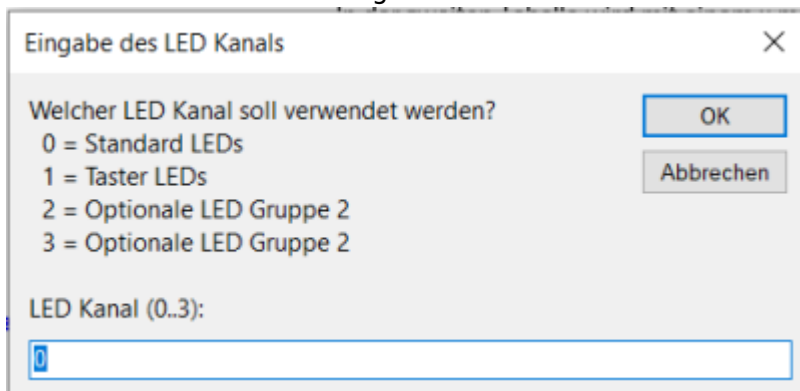 Eingabe des LED Kanals
Welcher LED Kanal soll verwendet werden?
0 = Standard LEDs
1 = Taster LEDs
2 = Optionale LED Gruppe 2
3 = Optionale LED Gruppe 2
OK
Abbrechen
LED Kanal (0..3):
0